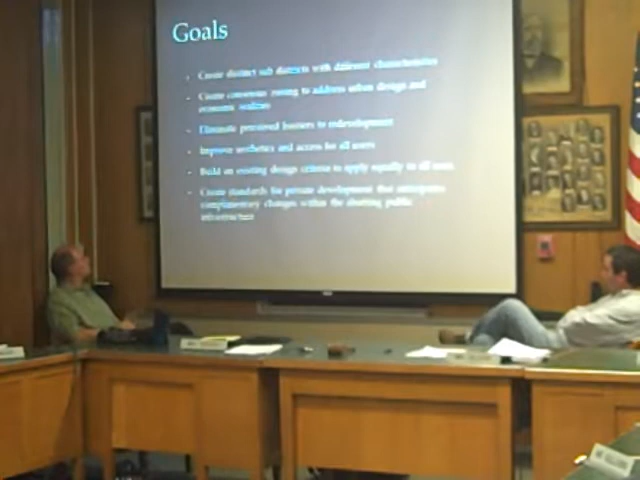 Goals
- Create distinct sub districts with different characteristics
- Create consensus zoning to address urban design and
economic realities
- Eliminate perceived barriers to redevelopment
- Improve aesthetics and access for all users
- Build on existing design criteria to apply equally to all uses
- Create standards for private development that anticipates
complimentary changes within the abutting public
infrastructure